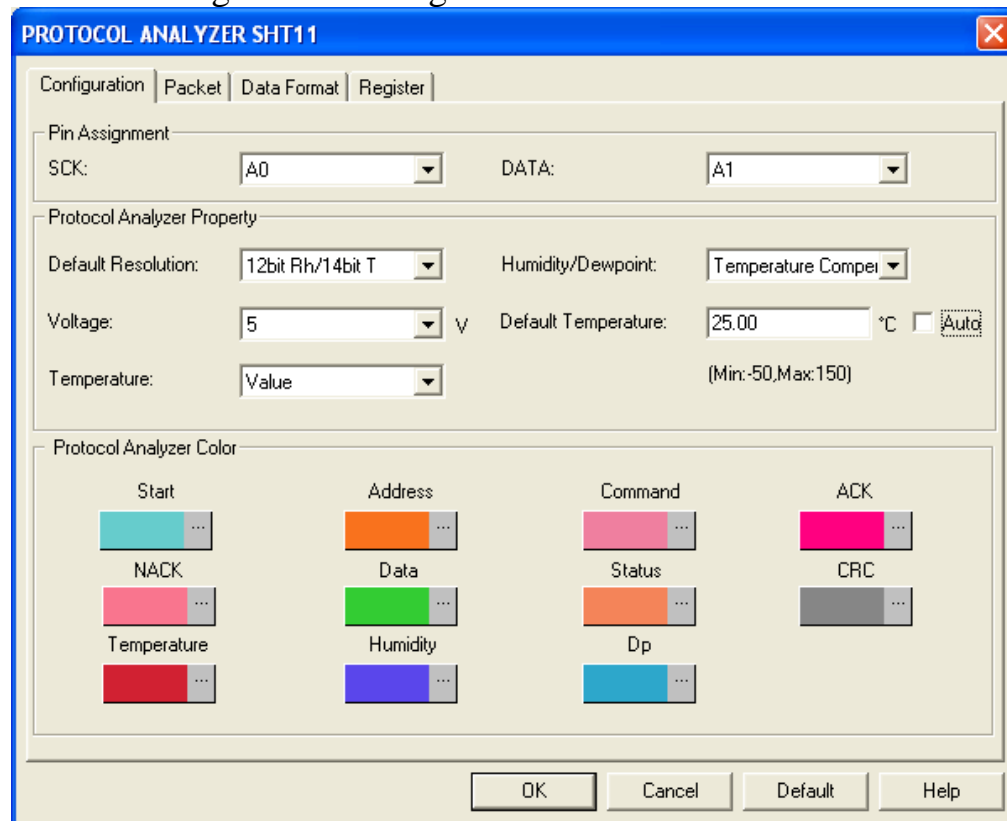 PROTOCOL ANALYZER SHT11
Configuration Packet Data Format Register
Pin Assignment
SCK: A0 DATA: A1
Protocol Analyzer Property
Default Resolution: 12bit Rh/14bit T Humidity/Dewpoint: Temperature Comper
Voltage: 5 V Default Temperature: 25.00 °C Auto
Temperature: Value (Min:-50,Max:150)
Protocol Analyzer Color
Start Address Command ACK
... ... ... ...
NACK Data Status CRC
... ... ... ...
Temperature Humidity Dp
... ... ...
OK Cancel Default Help